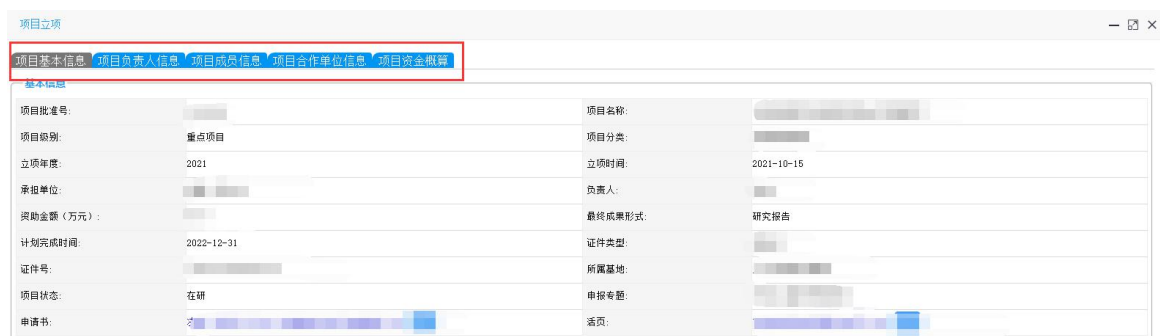 项目立项
项目基本信息 项目负责人信息 项目成员信息 项目合作单位信息 项目资金概算
基本信息
项目批准号: 项目名称:
项目级别: 重点项目 项目分类:
立项年度: 2021 立项时间: 2021-10-15
承担单位: 负责人:
资助金额（万元）: 最终成果形式: 研究报告
计划完成时间: 2022-12-31 证件类型:
证件号: 所属基地:
项目状态: 在研 申报专题:
申请书: 活页: